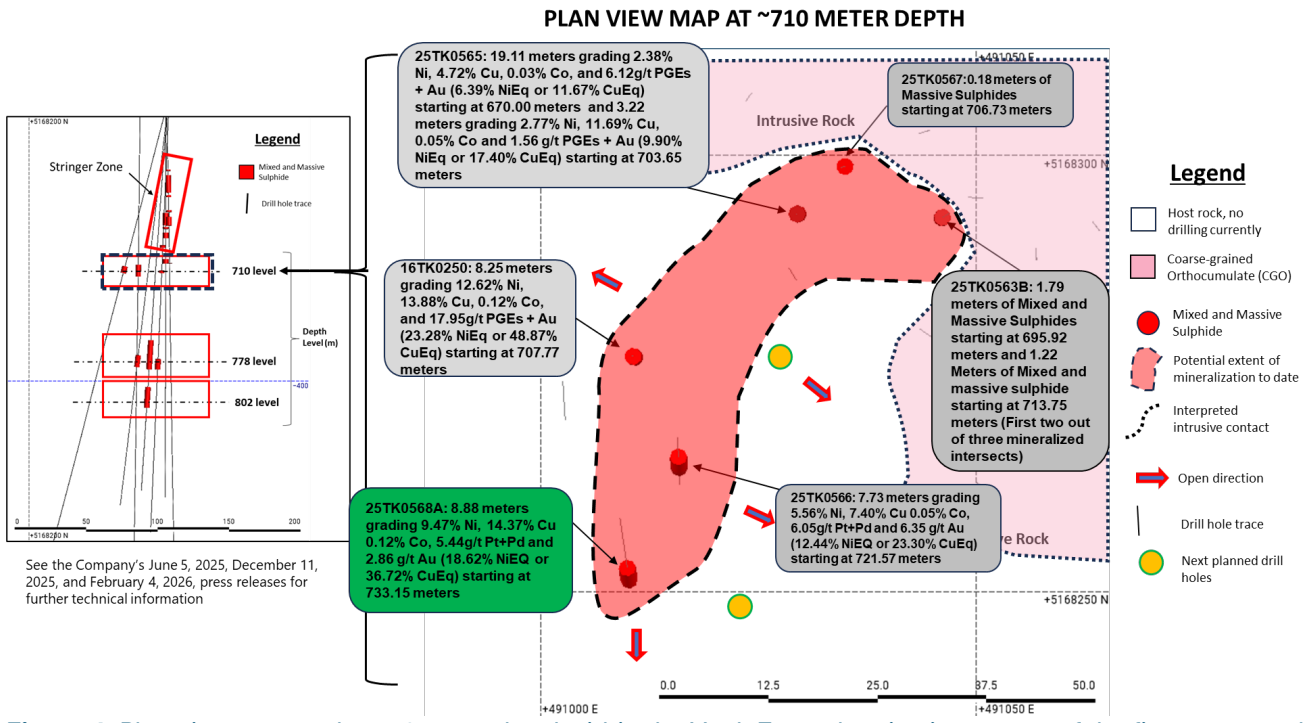 PLAN VIEW MAP AT ~710 METER DEPTH
+5168200 N
Legend
Stringer Zone
Mixed and Massive
Sulphide
Drill hole trace
710 level
Depth
Level (m)
778 level
-400
802 level
0 50 100 150 200
+5168200 N
See the Company's June 5, 2025, December 11,
2025, and February 4, 2026, press releases for
further technical information
25TK0565: 19.11 meters grading 2.38%
Ni, 4.72% Cu, 0.03% Co, and 6.12g/t PGEs
+ Au (6.39% NiEq or 11.67% CuEq)
starting at 670.00 meters and 3.22
meters grading 2.77% Ni, 11.69% Cu,
0.05% Co and 1.56 g/t PGEs + Au (9.90%
NiEq or 17.40% CuEq) starting at 703.65
meters
16TK0250: 8.25 meters
grading 12.62% Ni,
13.88% Cu, 0.12% Co,
and 17.95g/t PGEs + Au
(23.28% NiEq or 48.87%
CuEq) starting at 707.77
meters
25TK0568A: 8.88 meters
grading 9.47% Ni, 14.37% Cu
0.12% Co, 5.44g/t Pt+Pd and
2.86 g/t Au (18.62% NiEQ or
36.72% CuEq) starting at
733.15 meters
+491050 E
Intrusive Rock
25TK0567:0.18 meters of
Massive Sulphides
starting at 706.73 meters
+5168300 N
25TK0563B: 1.79
meters of Mixed and
Massive Sulphides
starting at 695.92
meters and 1.22
Meters of Mixed and
massive sulphide
starting at 713.75
meters (First two out
of three mineralized
intersects)
25TK0566: 7.73 meters grading
5.56% Ni, 7.40% Cu 0.05% Co,
6.05g/t Pt+Pd and 6.35 g/t Au
(12.44% NiEQ or 23.30% CuEq)
starting at 721.57 meters
ve Rock
+5168250 N
0.0 12.5 25.0 37.5 50.0
+491000 E
+491050 E
Legend
Host rock, no
drilling currently
Coarse-grained
Orthocumulate (CGO)
Mixed and Massive
Sulphide
Potential extent of
mineralization to date
Interpreted
intrusive contact
Open direction
Drill hole trace
Next planned drill
holes